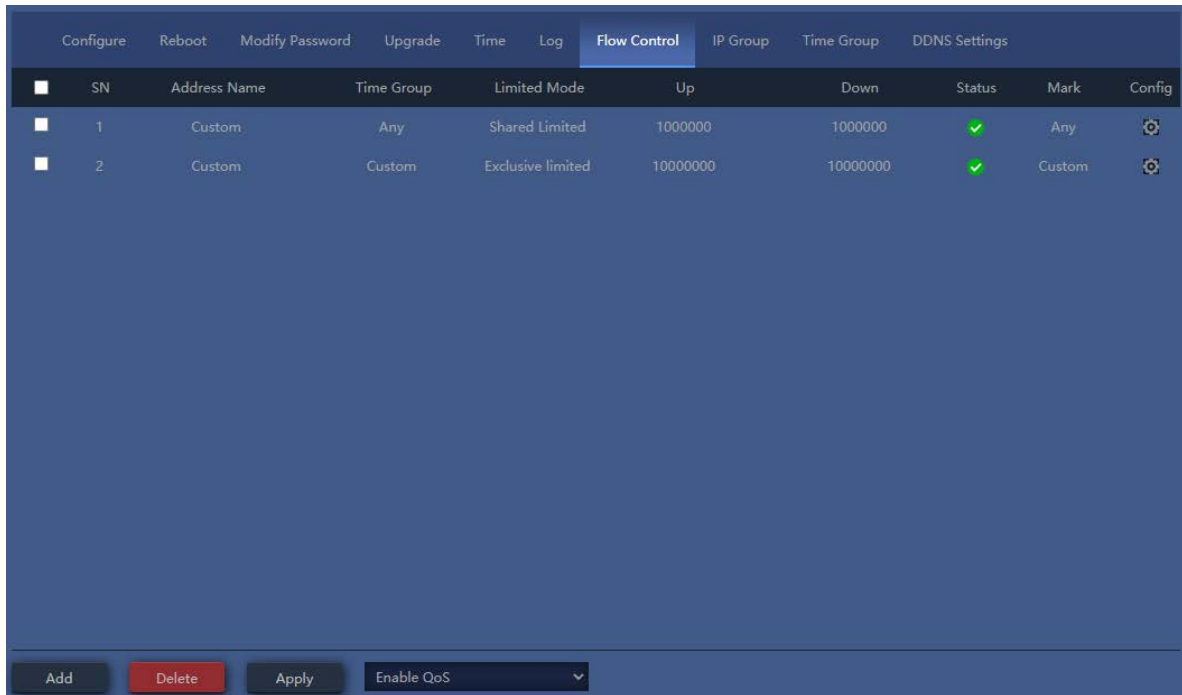 Configure Reboot Modify Password Upgrade Time Log Flow Control IP Group Time Group DDNS Settings
SN Address Name Time Group Limited Mode Up Down Status Mark Config
1 Custom Any Shared Limited 1000000 1000000 Any
2 Custom Custom Exclusive limited 10000000 10000000 Custom
Add Delete Apply Enable QoS